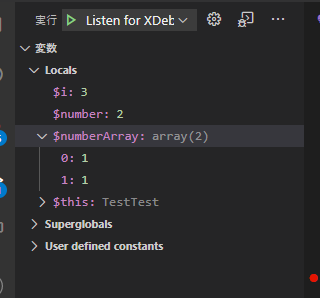 実行 Listen for XDeb
変数
Locals
$i: 3
$number: 2
$numberArray: array(2)
0: 1
1: 1
$this: TestTest
Superglobals
User defined constants